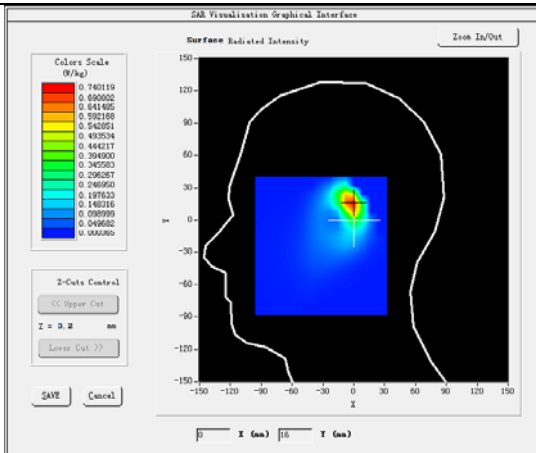 SAR Visualisation Graphical Interface
Surface Radiated Intensity
Zoom In/Out
Colors Scale
(W/kg)
0.740119
0.690802
0.641485
0.592168
0.542851
0.493534
0.444217
0.394900
0.345583
0.296267
0.246950
0.197633
0.148316
0.098999
0.049682
0.000365
150
120
90
60
30
0
-30
-60
-90
-120
-150
Y
-150 -120 -90 -60 -30 0 30 60 90 120 150
X
Z-Cuts Control
<< Upper Cut
Z = 3.2 mm
Lower Cut >>
SAVE Cancel
0 X (mm) 16 Y (mm)